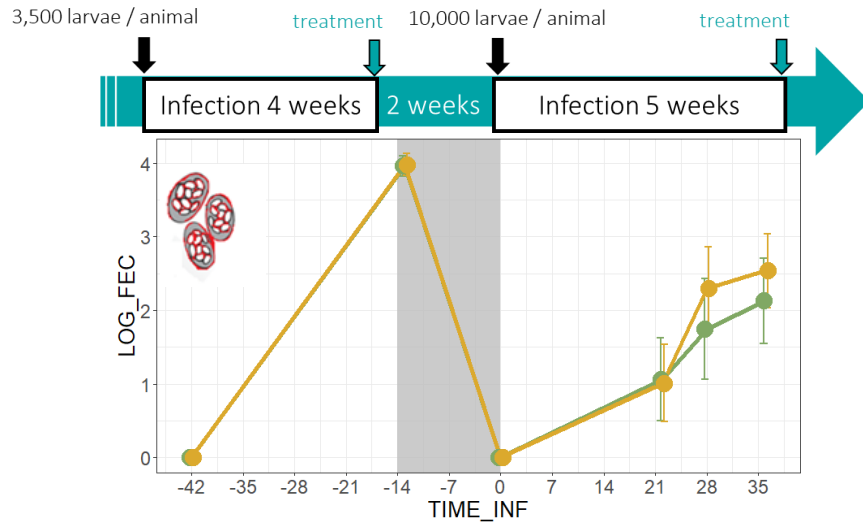 3,500 larvae / animal
treatment
10,000 larvae / animal
treatment
Infection 4 weeks
2 weeks
Infection 5 weeks
4
3
2
1
0
LOG_FEC
-42 -35 -28 -21 -14 -7 0 7 14 21 28 35
TIME_INF